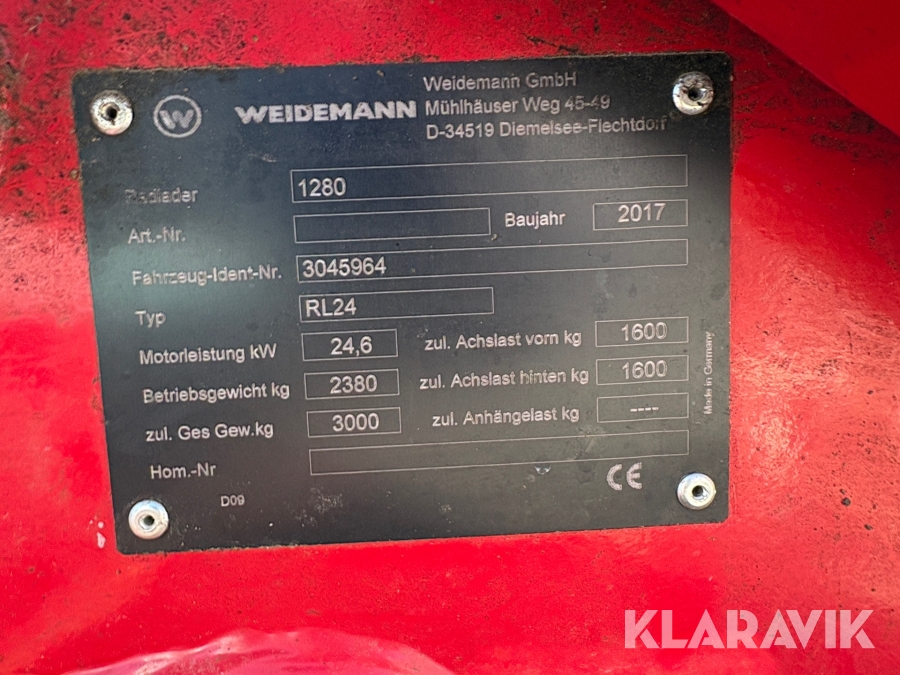 W WEIDEMANN
Weidemann GmbH
Mühlhäuser Weg 45-49
D-34519 Diemelsee-Flechtdorf
Radlader 1280
Art.-Nr. Baujahr 2017
Fahrzeug-Ident-Nr. 3045964
Typ RL24
Motorleistung kW 24,6 zul. Achslast vorn kg 1600
Betriebsgewicht kg 2380 zul. Achslast hinten kg 1600
zul. Ges Gew.kg 3000 zul. Anhängelast kg ----
Hom.-Nr
D09 CE
Made in Germany
KLARAVIK